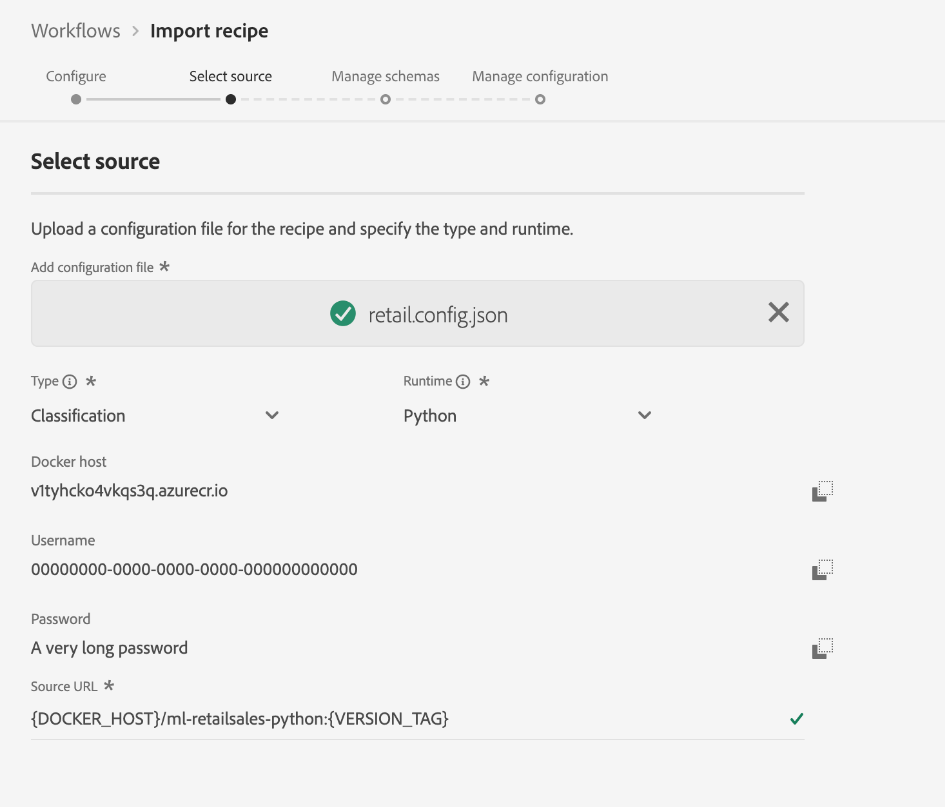 Workflows > Import recipe
Configure Select source Manage schemas Manage configuration
Select source
Upload a configuration file for the recipe and specify the type and runtime.
Add configuration file *
retail.config.json
Type * Runtime *
Classification Python
Docker host
v1tyhcko4vkqs3q.azurecr.io
Username
00000000-0000-0000-0000-000000000000
Password
A very long password
Source URL *
{DOCKER_HOST}/ml-retailsales-python:{VERSION_TAG}